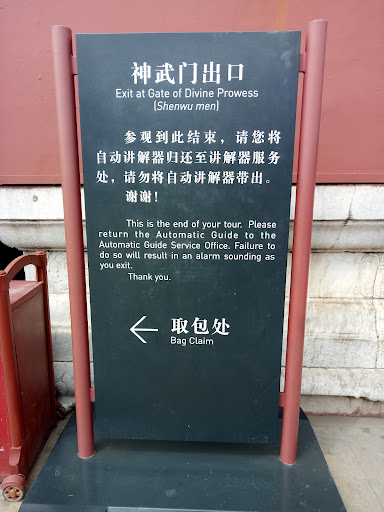 神武门出口
Exit at Gate of Divine Prowess
(Shenwu men)
参观到此结束，请您将
自动讲解器归还至讲解器服务
处，请勿将自动讲解器带出。
谢谢！
This is the end of your tour. Please
return the Automatic Guide to the
Automatic Guide Service Office. Failure to
do so will result in an alarm sounding as
you exit.
Thank you.
取包处
Bag Claim